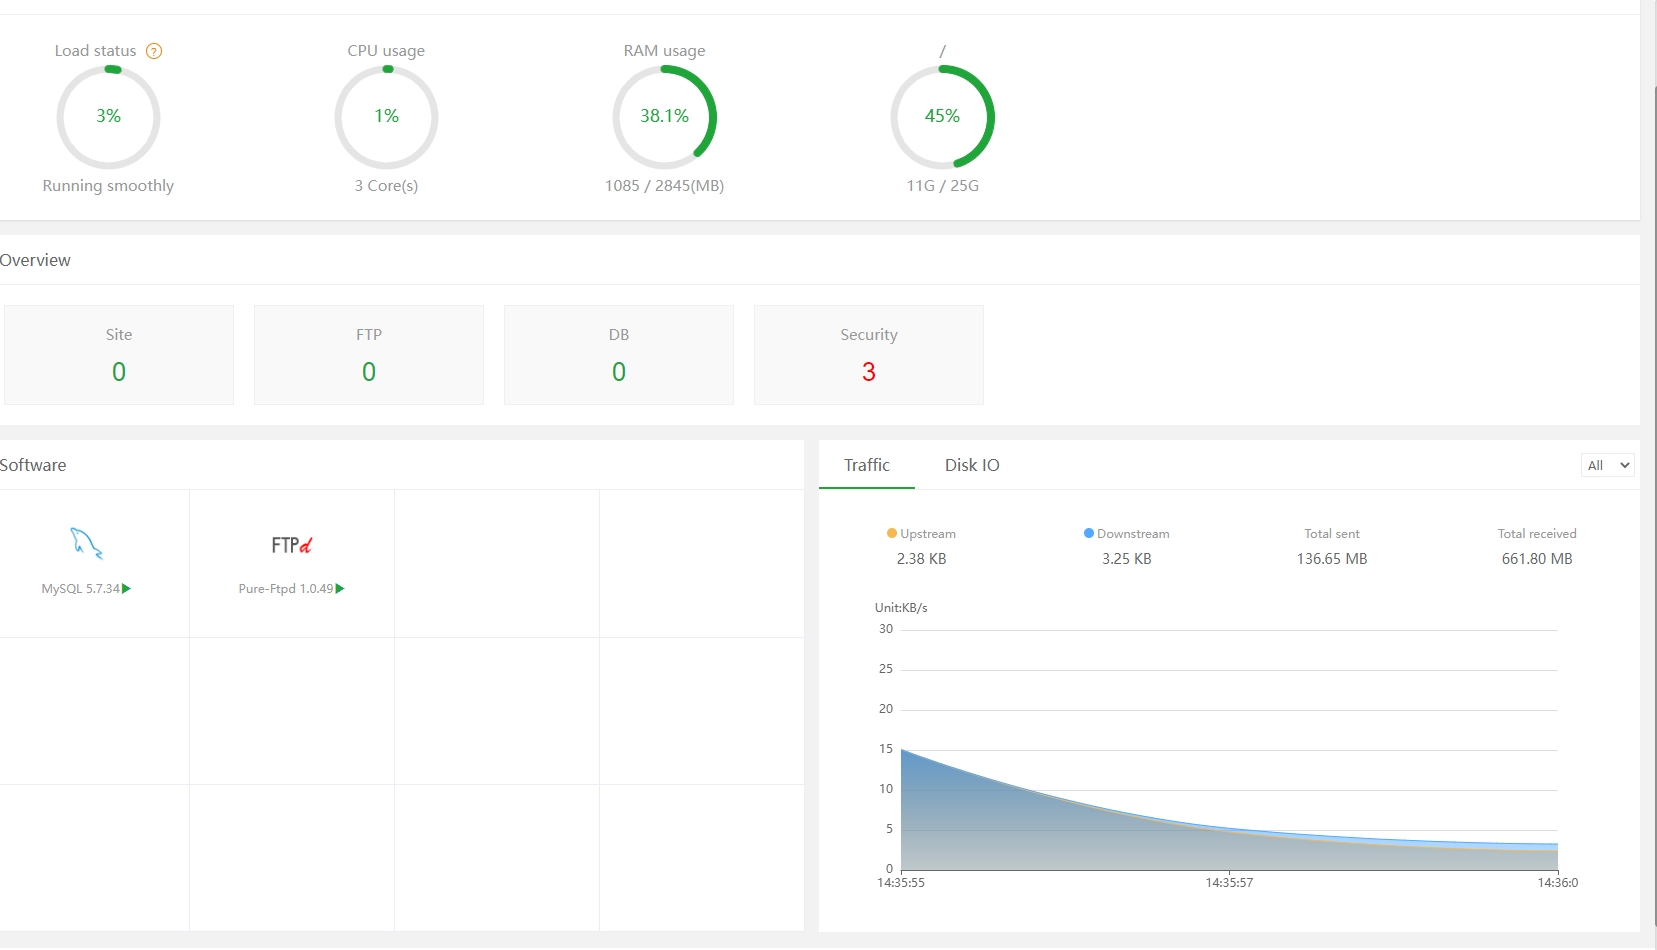 Load status ?
CPU usage
RAM usage
/
3%
1%
38.1%
45%
Running smoothly
3 Core(s)
1085 / 2845(MB)
11G / 25G
Overview
Site
FTP
DB
Security
0
0
0
3
Software
MySQL 5.7.34
FTPd
Pure-Ftpd 1.0.49
Traffic
Disk IO
All
Upstream
Downstream
Total sent
Total received
2.38 KB
3.25 KB
136.65 MB
661.80 MB
Unit:KB/s
30
25
20
15
10
5
0
14:35:55
14:35:57
14:36:0